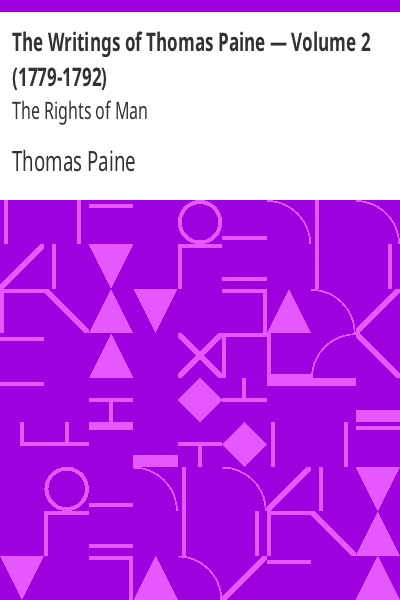 The Writings of Thomas Paine — Volume 2
(1779-1792)
The Rights of Man
Thomas Paine